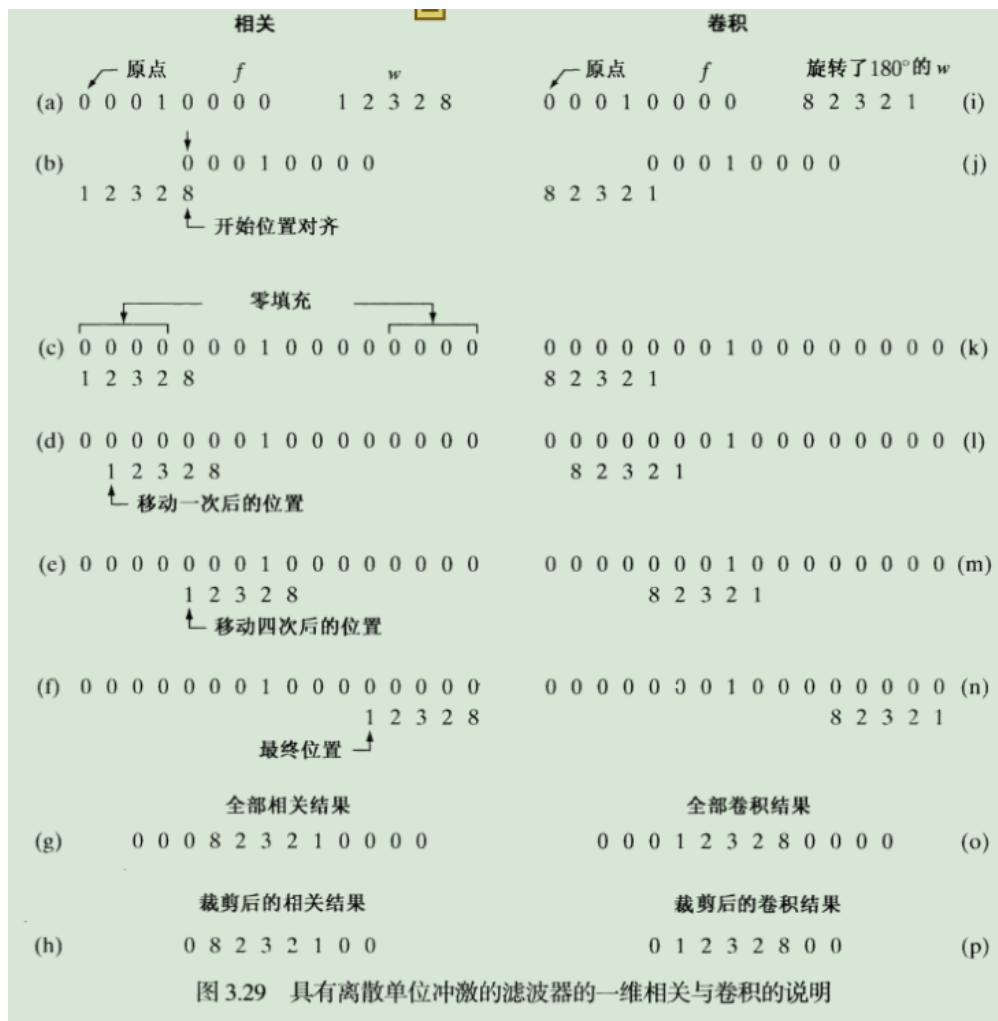 相关 卷积
原点 f w 原点 f 旋转了180°的 w
(a) 0 0 0 1 0 0 0 0 1 2 3 2 8 0 0 0 1 0 0 0 0 8 2 3 2 1 (i)
(b) 0 0 0 1 0 0 0 0 0 0 0 1 0 0 0 0 (j)
1 2 3 2 8 8 2 3 2 1
开始位置对齐
零填充
(c) 0 0 0 0 0 0 0 1 0 0 0 0 0 0 0 0 0 0 0 0 0 0 0 1 0 0 0 0 0 0 0 0 (k)
1 2 3 2 8 8 2 3 2 1
(d) 0 0 0 0 0 0 0 1 0 0 0 0 0 0 0 0 0 0 0 0 0 0 0 1 0 0 0 0 0 0 0 0 (l)
1 2 3 2 8 8 2 3 2 1
移动一次后的位置
(e) 0 0 0 0 0 0 0 1 0 0 0 0 0 0 0 0 0 0 0 0 0 0 0 1 0 0 0 0 0 0 0 0 (m)
1 2 3 2 8 8 2 3 2 1
移动四次后的位置
(f) 0 0 0 0 0 0 0 1 0 0 0 0 0 0 0 0 0 0 0 0 0 0 0 1 0 0 0 0 0 0 0 0 (n)
1 2 3 2 8 8 2 3 2 1
最终位置
全部相关结果 全部卷积结果
(g) 0 0 0 8 2 3 2 1 0 0 0 0 0 0 0 1 2 3 2 8 0 0 0 0 (o)
裁剪后的相关结果 裁剪后的卷积结果
(h) 0 8 2 3 2 1 0 0 0 1 2 3 2 8 0 0 (p)
图 3.29 具有离散单位冲激的滤波器的一维相关与卷积的说明